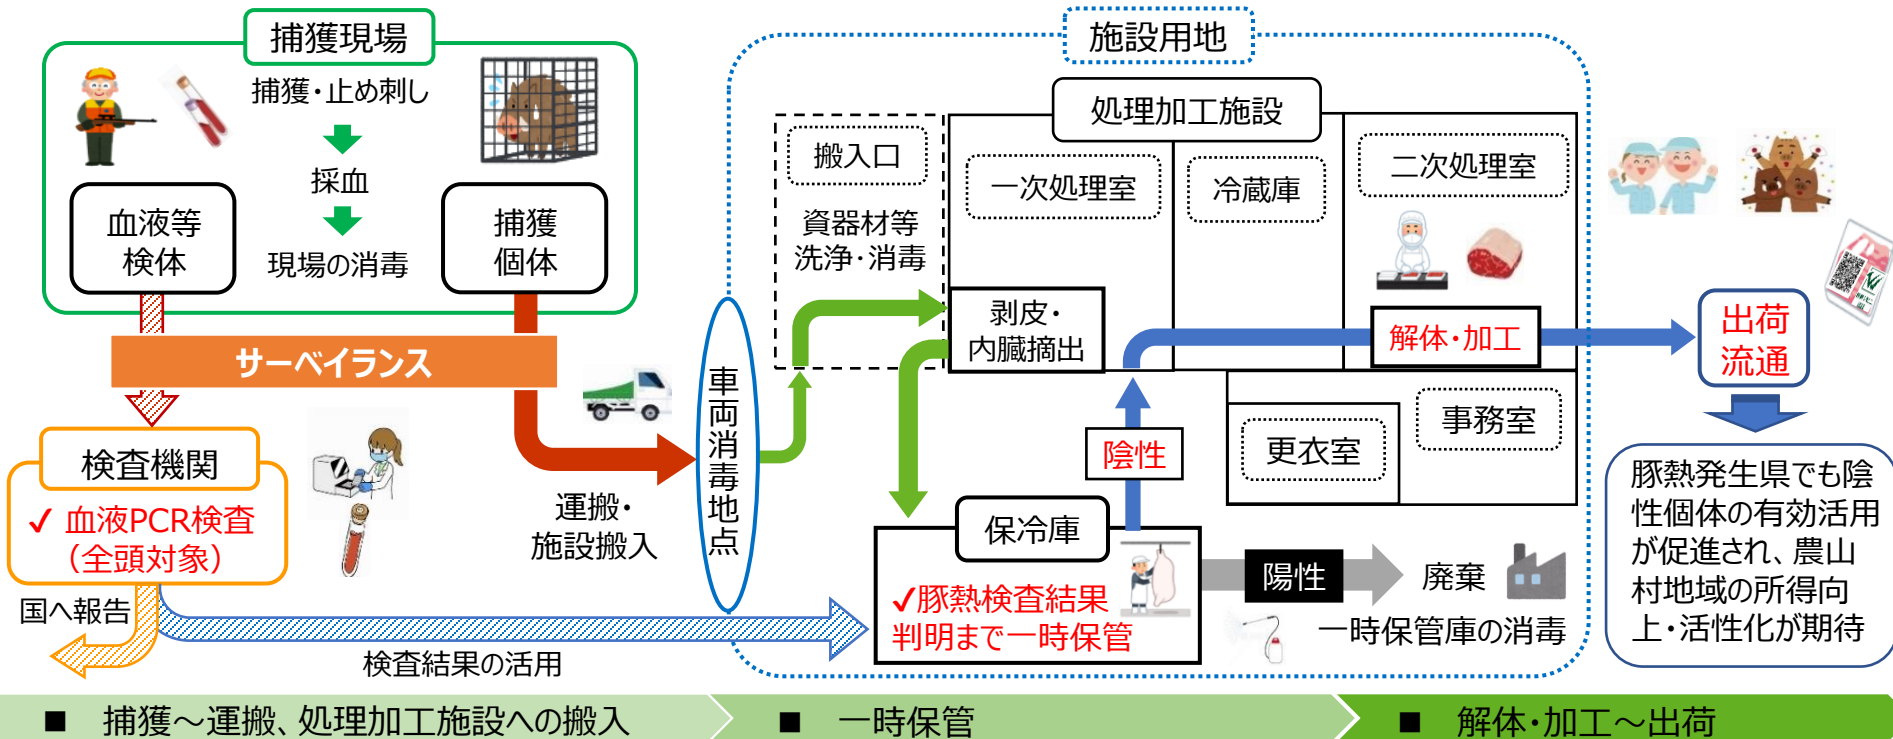 捕獲現場
捕獲・止め刺し
採血
現場の消毒
血液等
検体
捕獲
個体
サーベイランス
検査機関
✓ 血液PCR検査
（全頭対象）
国へ報告
検査結果の活用
運搬・
施設搬入
車両消毒地点
施設用地
処理加工施設
搬入口
資器材等
洗浄・消毒
一次処理室
冷蔵庫
二次処理室
剥皮・
内臓摘出
解体・加工
陰性
更衣室
事務室
保冷庫
✓豚熱検査結果
判明まで一時保管
陽性
廃棄
一時保管庫の消毒
出荷
流通
豚熱発生県でも陰
性個体の有効活用
が促進され、農山
村地域の所得向
上・活性化が期待
■ 捕獲～運搬、処理加工施設への搬入
■ 一時保管
■ 解体・加工～出荷